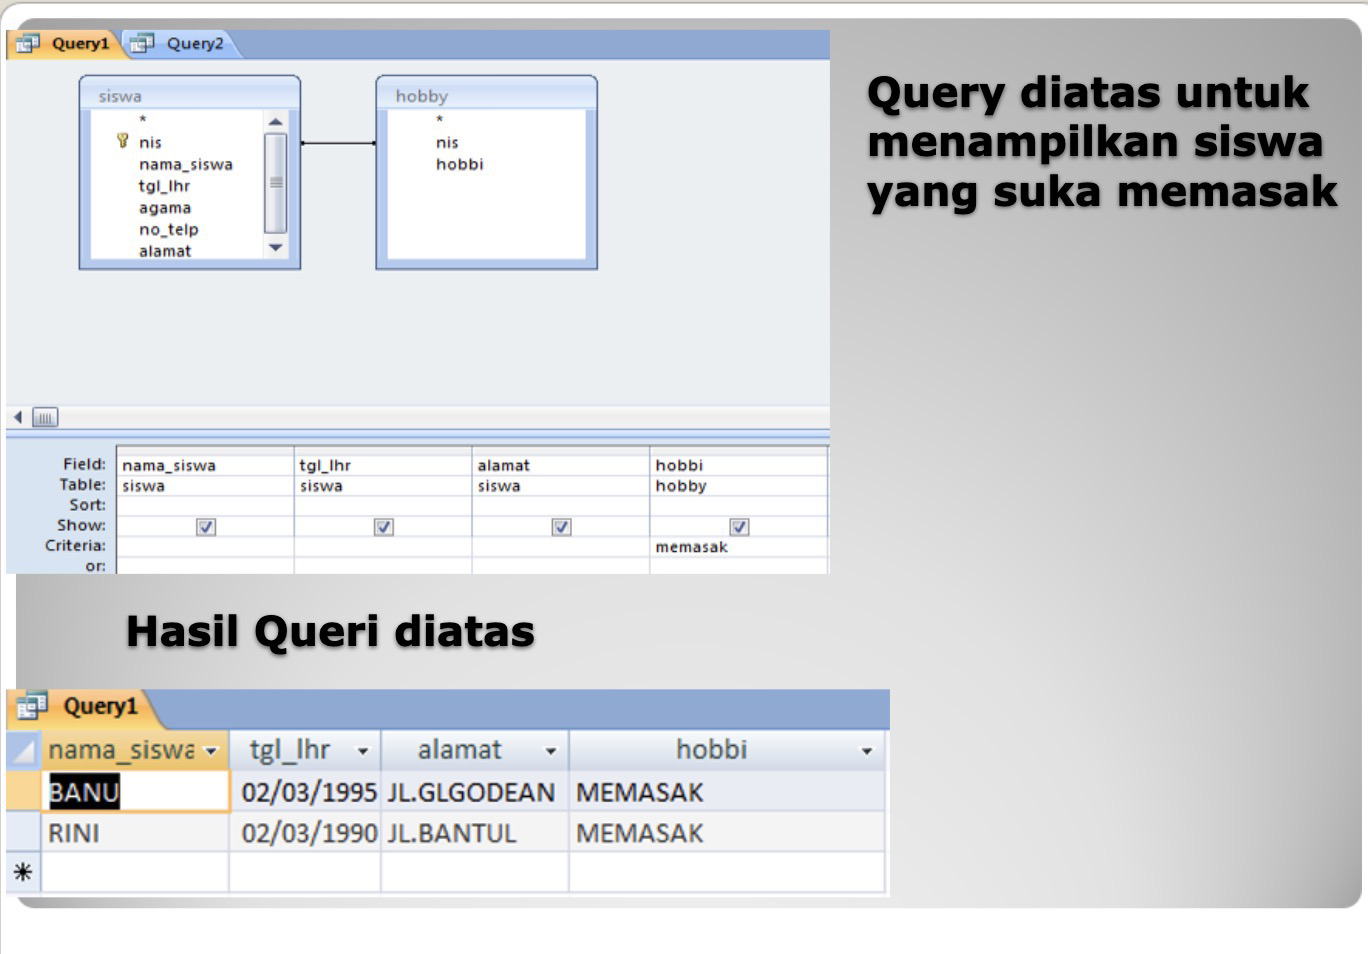 Query1 Query2
siswa
*
nis
nama_siswa
tgl_lhr
agama
no_telp
alamat
hobby
*
nis
hobbi
Query diatas untuk
menampilkan siswa
yang suka memasak
Field: nama_siswa tgl_lhr alamat hobbi
Table: siswa siswa siswa hobby
Sort:
Show:
Criteria: memasak
or:
Hasil Queri diatas
Query1
nama_siswa tgl_lhr alamat hobbi
BANU 02/03/1995 JL.GLGODEAN MEMASAK
RINI 02/03/1990 JL.BANTUL MEMASAK